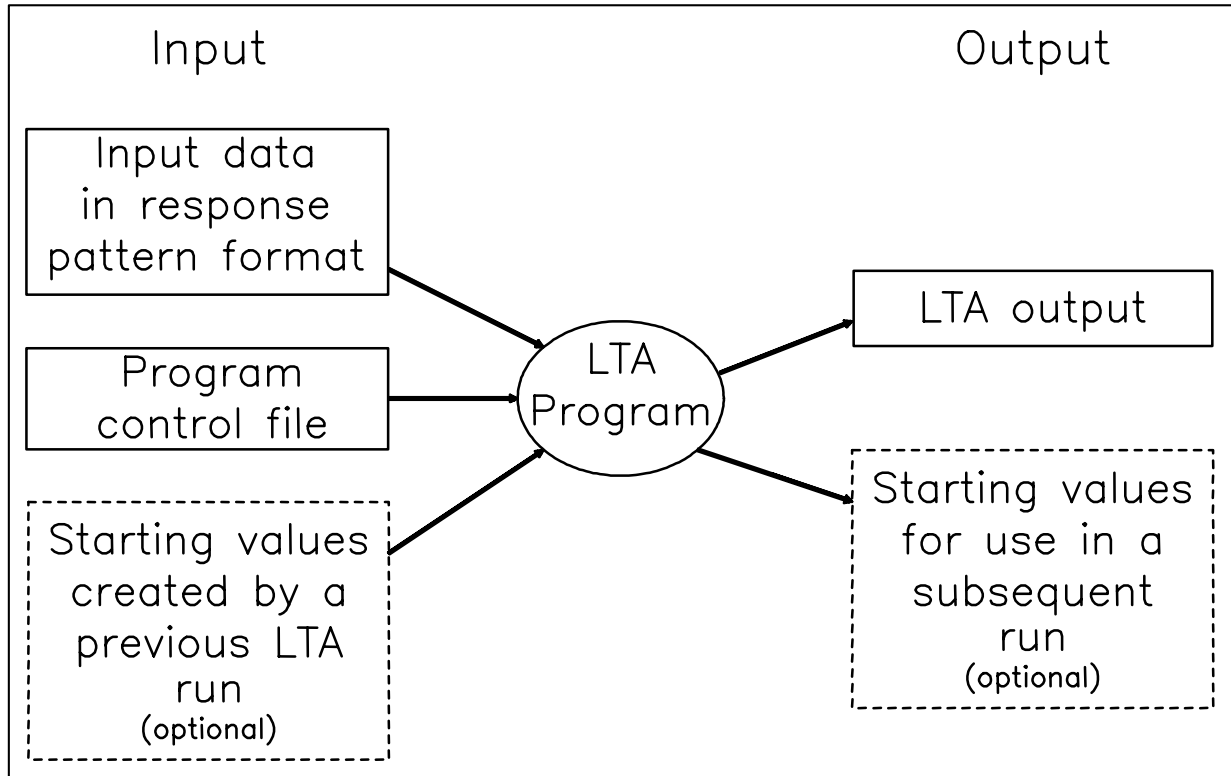 Input
Output
Input data
in response
pattern format
Program
control file
Starting values
created by a
previous LTA
run
(optional)
LTA
Program
LTA output
Starting values
for use in a
subsequent
run
(optional)